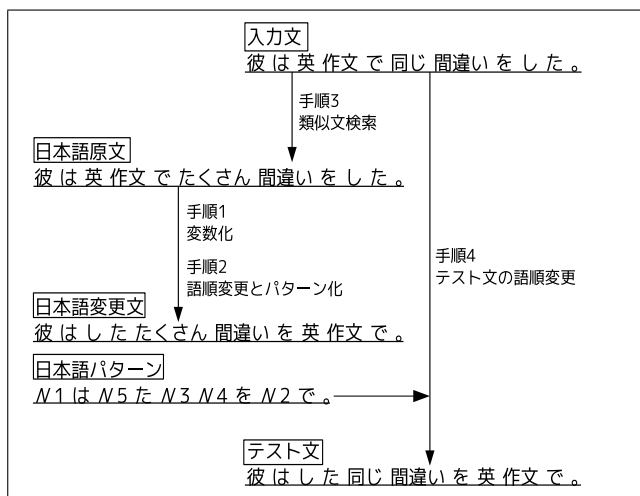 入力文
彼 は 英 作文 で 同じ 間違い を し た 。
手順3
類似文検索
日本語原文
彼 は 英 作文 で たくさん 間違い を し た 。
手順1
変数化
手順2
語順変更とパターン化
手順4
テスト文の語順変更
日本語変更文
彼 は し た たくさん 間違い を 英 作文 で 。
日本語パターン
N1 は N5 た N3 N4 を N2 で 。
テスト文
彼 は し た 同じ 間違い を 英 作文 で 。